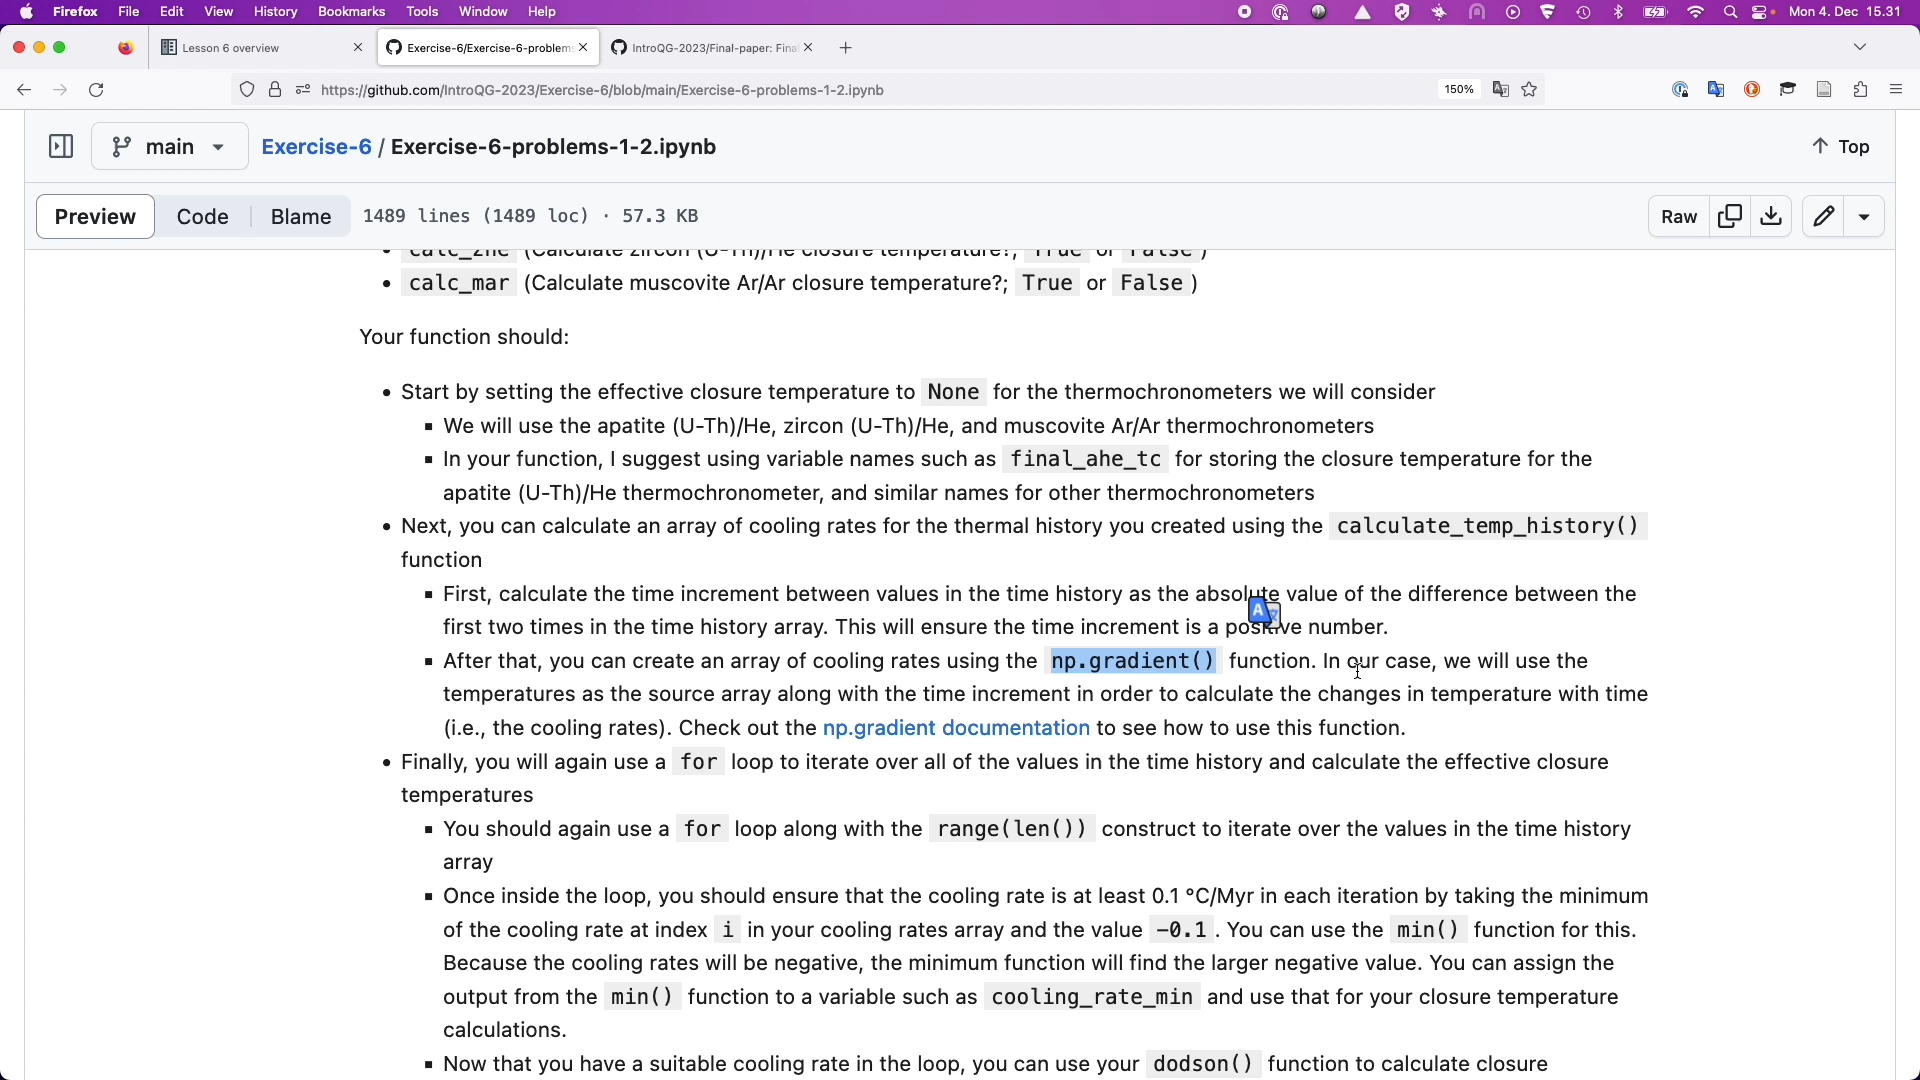 Firefox File Edit View History Bookmarks Tools Window Help Mon 4. Dec 15.31
Lesson 6 overview Exercise-6/Exercise-6-problem IntroQG-2023/Final-paper: Fina
https://github.com/IntroQG-2023/Exercise-6/blob/main/Exercise-6-problems-1-2.ipynb 150%
main Exercise-6 / Exercise-6-problems-1-2.ipynb Top
Preview Code Blame 1489 lines (1489 loc) · 57.3 KB Raw
• calc_zhe (Calculate zircon (U-Th)/He closure temperature?; True or False )
• calc_mar (Calculate muscovite Ar/Ar closure temperature?; True or False )
Your function should:
• Start by setting the effective closure temperature to None for the thermochronometers we will consider
▪ We will use the apatite (U-Th)/He, zircon (U-Th)/He, and muscovite Ar/Ar thermochronometers
▪ In your function, I suggest using variable names such as final_ahe_tc for storing the closure temperature for the
apatite (U-Th)/He thermochronometer, and similar names for other thermochronometers
• Next, you can calculate an array of cooling rates for the thermal history you created using the calculate_temp_history()
function
▪ First, calculate the time increment between values in the time history as the absolute value of the difference between the
first two times in the time history array. This will ensure the time increment is a positive number.
▪ After that, you can create an array of cooling rates using the np.gradient() function. In our case, we will use the
temperatures as the source array along with the time increment in order to calculate the changes in temperature with time
(i.e., the cooling rates). Check out the np.gradient documentation to see how to use this function.
• Finally, you will again use a for loop to iterate over all of the values in the time history and calculate the effective closure
temperatures
▪ You should again use a for loop along with the range(len()) construct to iterate over the values in the time history
array
▪ Once inside the loop, you should ensure that the cooling rate is at least 0.1 °C/Myr in each iteration by taking the minimum
of the cooling rate at index i in your cooling rates array and the value -0.1 . You can use the min() function for this.
Because the cooling rates will be negative, the minimum function will find the larger negative value. You can assign the
output from the min() function to a variable such as cooling_rate_min and use that for your closure temperature
calculations.
▪ Now that you have a suitable cooling rate in the loop, you can use your dodson() function to calculate closure